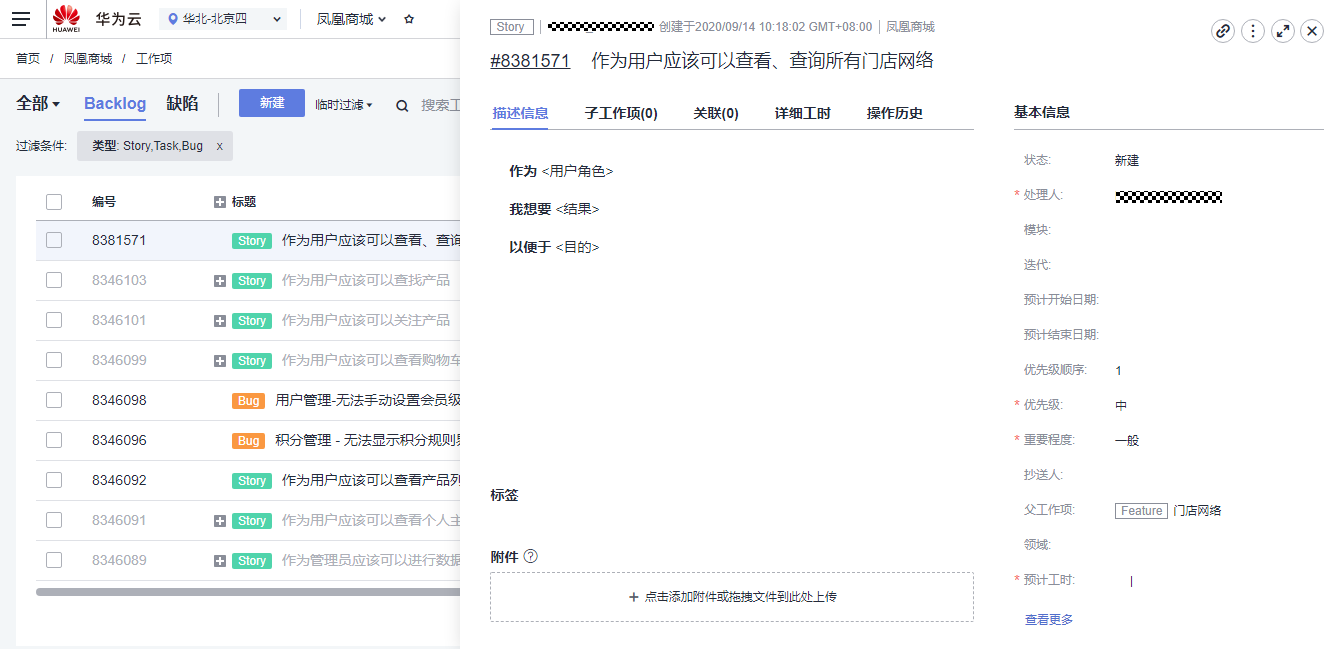 HUAWEI 华为云 华北-北京四 凤凰商城
首页 / 凤凰商城 / 工作项
全部 Backlog 缺陷 新建 临时过滤 搜索工
过滤条件: 类型: Story,Task,Bug x
编号 标题
8381571 Story 作为用户应该可以查看、查询
8346103 Story 作为用户应该可以查找产品
8346101 Story 作为用户应该可以关注产品
8346099 Story 作为用户应该可以查看购物车
8346098 Bug 用户管理-无法手动设置会员级
8346096 Bug 积分管理 - 无法显示积分规则
8346092 Story 作为用户应该可以查看产品列
8346091 Story 作为用户应该可以查看个人主
8346089 Story 作为管理员应该可以进行数据
Story 创建于2020/09/14 10:18:02 GMT+08:00 凤凰商城
#8381571 作为用户应该可以查看、查询所有门店网络
描述信息 子工作项(0) 关联(0) 详细工时 操作历史
作为 <用户角色>
我想要 <结果>
以便于 <目的>
标签
附件 ?
+ 点击添加附件或拖拽文件到此处上传
基本信息
状态: 新建
* 处理人:
模块:
迭代:
预计开始日期:
预计结束日期:
优先级顺序: 1
* 优先级: 中
* 重要程度: 一般
抄送人:
父工作项: Feature 门店网络
领域:
* 预计工时:
查看更多